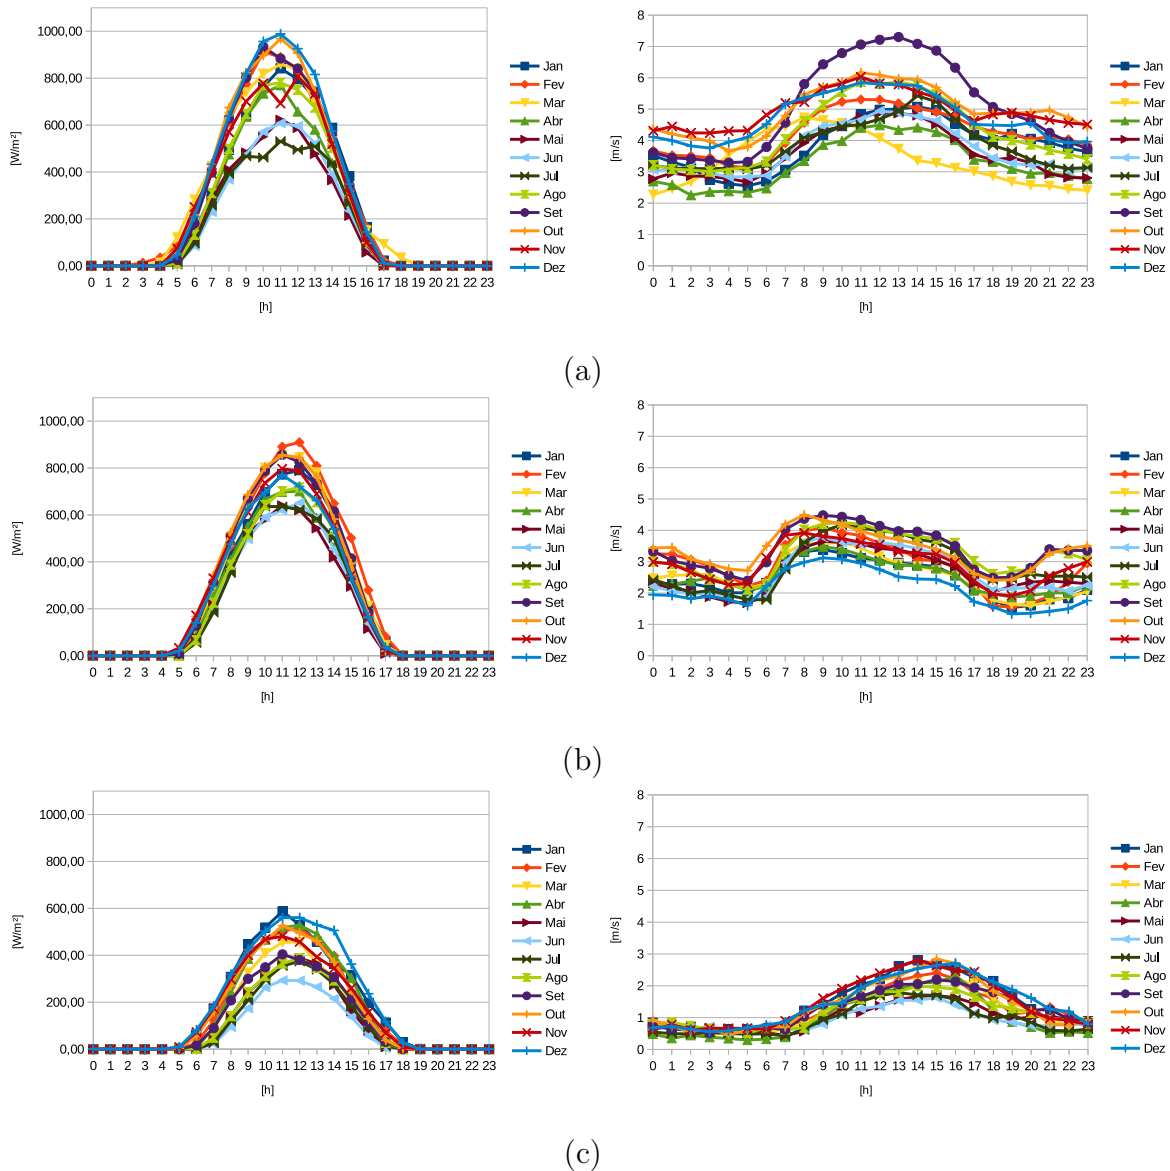 1000,00
800,00
600,00
400,00
200,00
0,00
[W/m²]
0 1 2 3 4 5 6 7 8 9 10 11 12 13 14 15 16 17 18 19 20 21 22 23
[h]
Jan
Fev
Mar
Abr
Mai
Jun
Jul
Ago
Set
Out
Nov
Dez
8
7
6
5
4
3
2
1
0
[m/s]
0 1 2 3 4 5 6 7 8 9 10 11 12 13 14 15 16 17 18 19 20 21 22 23
[h]
Jan
Fev
Mar
Abr
Mai
Jun
Jul
Ago
Set
Out
Nov
Dez
(a)
1000,00
800,00
600,00
400,00
200,00
0,00
[W/m²]
0 1 2 3 4 5 6 7 8 9 10 11 12 13 14 15 16 17 18 19 20 21 22 23
[h]
Jan
Fev
Mar
Abr
Mai
Jun
Jul
Ago
Set
Out
Nov
Dez
8
7
6
5
4
3
2
1
0
[m/s]
0 1 2 3 4 5 6 7 8 9 10 11 12 13 14 15 16 17 18 19 20 21 22 23
[h]
Jan
Fev
Mar
Abr
Mai
Jun
Jul
Ago
Set
Out
Nov
Dez
(b)
1000,00
800,00
600,00
400,00
200,00
0,00
[W/m²]
0 1 2 3 4 5 6 7 8 9 10 11 12 13 14 15 16 17 18 19 20 21 22 23
[h]
Jan
Fev
Mar
Abr
Mai
Jun
Jul
Ago
Set
Out
Nov
Dez
8
7
6
5
4
3
2
1
0
[m/s]
0 1 2 3 4 5 6 7 8 9 10 11 12 13 14 15 16 17 18 19 20 21 22 23
[h]
Jan
Fev
Mar
Abr
Mai
Jun
Jul
Ago
Set
Out
Nov
Dez
(c)